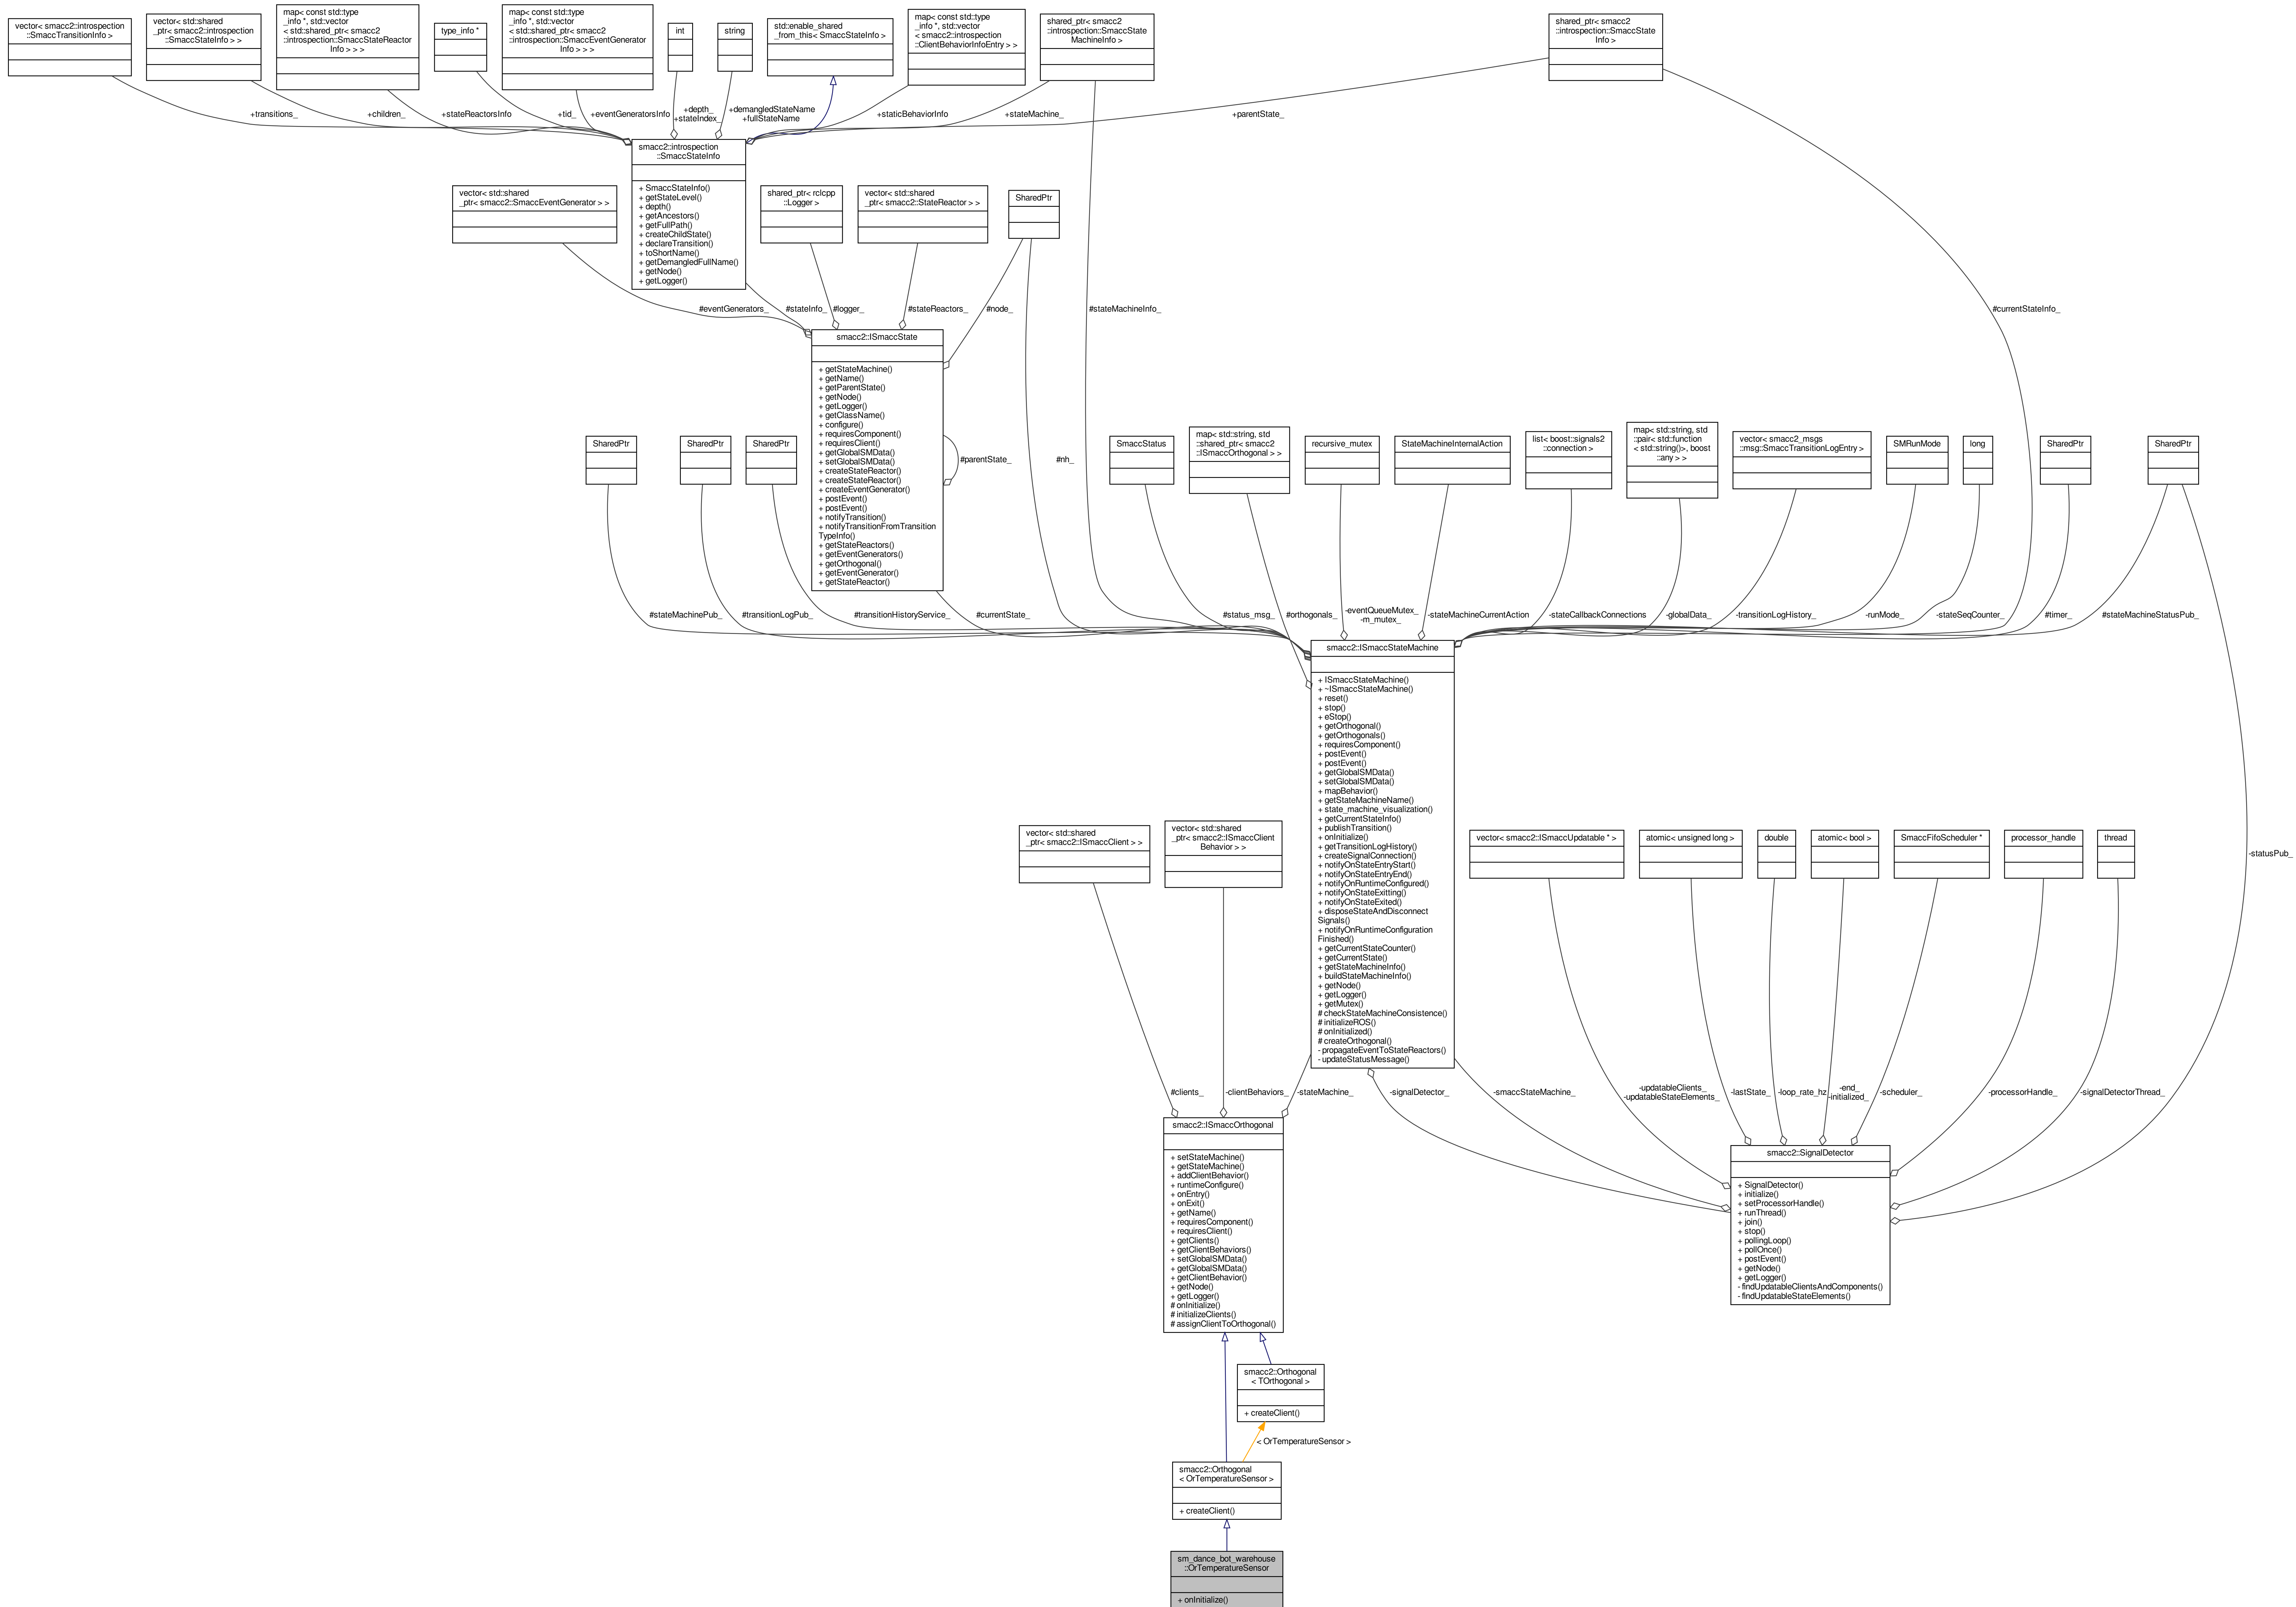 vector< smacc2::introspection
::SmaccTransitionInfo >
vector< std::shared
_ptr< smacc2::introspection
::SmaccStateInfo > >
map< const std::type
_info *, std::vector
< std::shared_ptr< smacc2
::introspection::SmaccStateReactor
Info > > >
type_info *
map< const std::type
_info *, std::vector
< std::shared_ptr< smacc2
::introspection::SmaccEventGenerator
Info > > >
int
string
std::enable_shared
_from_this< SmaccStateInfo >
map< const std::type
_info *, std::vector
< smacc2::introspection
::ClientBehaviorInfoEntry > >
shared_ptr< smacc2
::introspection::SmaccState
MachineInfo >
shared_ptr< smacc2
::introspection::SmaccState
Info >
+transitions_
+children_
+stateReactorsInfo
+tid_
+eventGeneratorsInfo
+depth_
+stateIndex_
+demangledStateName
+fullStateName
+staticBehaviorInfo
+stateMachine_
+parentState_
smacc2::introspection
::SmaccStateInfo
+ SmaccStateInfo()
+ getStateLevel()
+ depth()
+ getAncestors()
+ getFullPath()
+ createChildState()
+ declareTransition()
+ toShortName()
+ getDemangledFullName()
+ getNode()
+ getLogger()
vector< std::shared
_ptr< smacc2::SmaccEventGenerator > >
shared_ptr< rclcpp
::Logger >
vector< std::shared
_ptr< smacc2::StateReactor > >
SharedPtr
#eventGenerators_
#stateInfo_
#logger_
#stateReactors_
#node_
#stateMachineInfo_
#currentStateInfo_
smacc2::ISmaccState
+ getStateMachine()
+ getName()
+ getParentState()
+ getNode()
+ getLogger()
+ getClassName()
+ configure()
+ requiresComponent()
+ requiresClient()
+ getGlobalSMData()
+ setGlobalSMData()
+ createStateReactor()
+ createStateReactor()
+ createEventGenerator()
+ postEvent()
+ postEvent()
+ notifyTransition()
+ notifyTransitionFromTransition
TypeInfo()
+ getStateReactors()
+ getEventGenerators()
+ getOrthogonal()
+ getEventGenerator()
+ getStateReactor()
#parentState_
#nh_
SharedPtr
SharedPtr
SharedPtr
SmaccStatus
map< std::string, std
::shared_ptr< smacc2
::ISmaccOrthogonal > >
recursive_mutex
StateMachineInternalAction
list< boost::signals2
::connection >
map< std::string, std
::pair< std::function
< std::string()>, boost
::any > >
vector< smacc2_msgs
::msg::SmaccTransitionLogEntry >
SMRunMode
long
SharedPtr
SharedPtr
#stateMachinePub_
#transitionLogPub_
#transitionHistoryService_
#currentState_
#status_msg_
#orthogonals_
-eventQueueMutex_
-m_mutex_
-stateMachineCurrentAction
-stateCallbackConnections
-globalData_
-transitionLogHistory_
-runMode_
-stateSeqCounter_
#timer_
#stateMachineStatusPub_
smacc2::ISmaccStateMachine
+ ISmaccStateMachine()
+ ~ISmaccStateMachine()
+ reset()
+ stop()
+ eStop()
+ getOrthogonal()
+ getOrthogonals()
+ requiresComponent()
+ postEvent()
+ postEvent()
+ getGlobalSMData()
+ setGlobalSMData()
+ mapBehavior()
+ getStateMachineName()
+ state_machine_visualization()
+ getCurrentStateInfo()
+ publishTransition()
+ onInitialize()
+ getTransitionLogHistory()
+ createSignalConnection()
+ notifyOnStateEntryStart()
+ notifyOnStateEntryEnd()
+ notifyOnRuntimeConfigured()
+ notifyOnStateExitting()
+ notifyOnStateExited()
+ disposeStateAndDisconnect
Signals()
+ notifyOnRuntimeConfiguration
Finished()
+ getCurrentStateCounter()
+ getCurrentState()
+ getStateMachineInfo()
+ buildStateMachineInfo()
+ getNode()
+ getLogger()
+ getMutex()
# checkStateMachineConsistence()
# initializeROS()
# onInitialized()
# createOrthogonal()
- propagateEventToStateReactors()
- updateStatusMessage()
vector< std::shared
_ptr< smacc2::ISmaccClient > >
vector< std::shared
_ptr< smacc2::ISmaccClient
Behavior > >
vector< smacc2::ISmaccUpdatable * >
atomic< unsigned long >
double
atomic< bool >
SmaccFifoScheduler *
processor_handle
thread
-statusPub_
#clients_
-clientBehaviors_
-stateMachine_
-signalDetector_
-smaccStateMachine_
-updatableClients_
-updatableStateElements_
-lastState_
-loop_rate_hz
-end_
-initialized_
-scheduler_
-processorHandle_
-signalDetectorThread_
smacc2::ISmaccOrthogonal
+ setStateMachine()
+ getStateMachine()
+ addClientBehavior()
+ runtimeConfigure()
+ onEntry()
+ onExit()
+ getName()
+ requiresComponent()
+ requiresClient()
+ getClients()
+ getClientBehaviors()
+ setGlobalSMData()
+ getGlobalSMData()
+ getClientBehavior()
+ getNode()
+ getLogger()
# onInitialize()
# initializeClients()
# assignClientToOrthogonal()
smacc2::SignalDetector
+ SignalDetector()
+ initialize()
+ setProcessorHandle()
+ runThread()
+ join()
+ stop()
+ pollingLoop()
+ pollOnce()
+ postEvent()
+ getNode()
+ getLogger()
- findUpdatableClientsAndComponents()
- findUpdatableStateElements()
smacc2::Orthogonal
< TOrthogonal >
+ createClient()
< OrTemperatureSensor >
smacc2::Orthogonal
< OrTemperatureSensor >
+ createClient()
sm_dance_bot_warehouse
::OrTemperatureSensor
+ onInitialize()